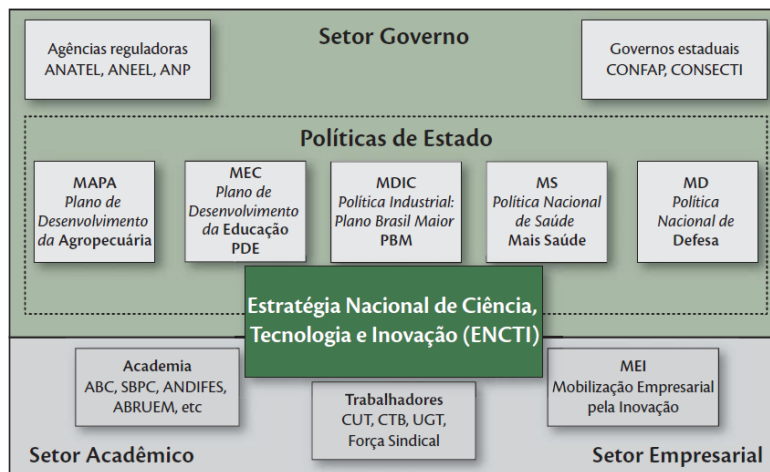 Setor Governo
Agências reguladoras
ANATEL, ANEEL, ANP
Governos estaduais
CONFAP, CONSECTI
Políticas de Estado
MAPA
Plano de
Desenvolvimento
da Agropecuária
MEC
Plano de
Desenvolvimento
da Educação
PDE
MDIC
Política Industrial:
Plano Brasil Maior
PBM
MS
Política Nacional
de Saúde
Mais Saúde
MD
Política
Nacional de
Defesa
Estratégia Nacional de Ciência,
Tecnologia e Inovação (ENCTI)
Academia
ABC, SBPC, ANDIFES,
ABRUEM, etc
Trabalhadores
CUT, CTB, UGT,
Força Sindical
MEI
Mobilização Empresarial
pela Inovação
Setor Acadêmico
Setor Empresarial